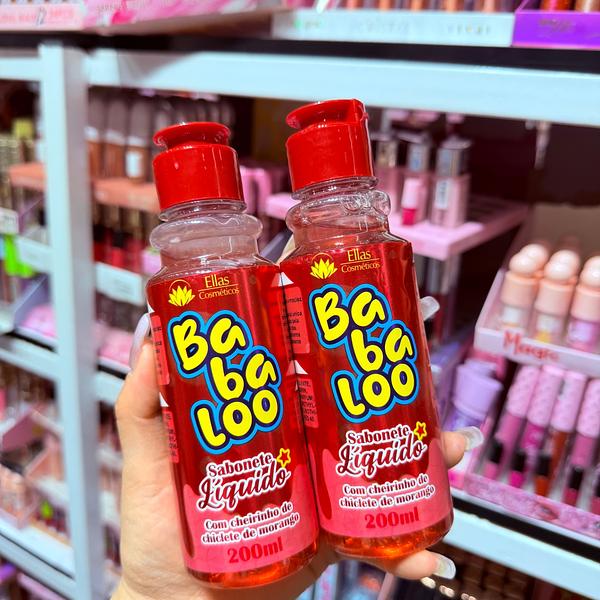 Ellas
Cosméticos
Ba
ba
Loo
Sabonete
Líquido
Com cheirinho de
chiclete de morango
200ml
Ellas
Cosméticos
Ba
ba
Loo
Sabonete
Líquido
Com cheirinho de
chiclete de morango
200ml
Magic